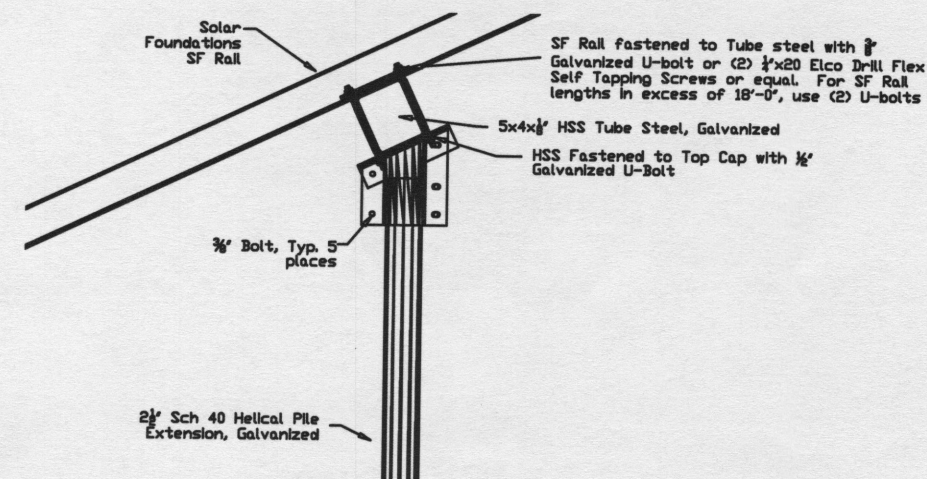 Solar
Foundations
SF Rail
SF Rail fastened to Tube steel with ⅜"
Galvanized U-bolt or (2) ¼"x20 Elco Drill Flex
Self Tapping Screws or equal. For SF Rail
lengths in excess of 18'-0", use (2) U-bolts
5x4x⅛" HSS Tube Steel, Galvanized
HSS Fastened to Top Cap with ½"
Galvanized U-Bolt
⅜" Bolt, Typ. 5
places
2½" Sch 40 Helical Pile
Extension, Galvanized